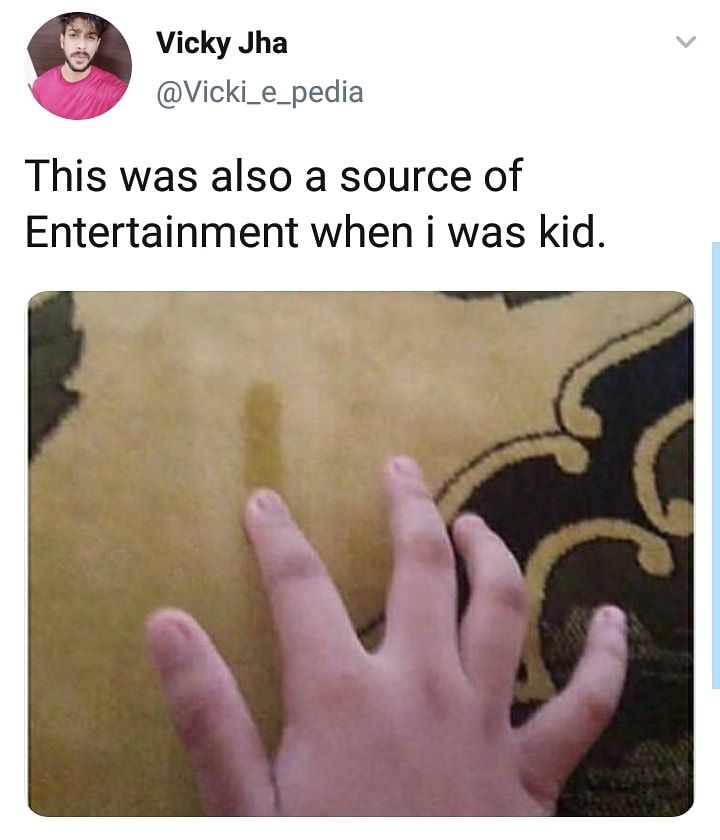 Vicky Jha
@Vicki_e_pedia
This was also a source of
Entertainment when i was kid.